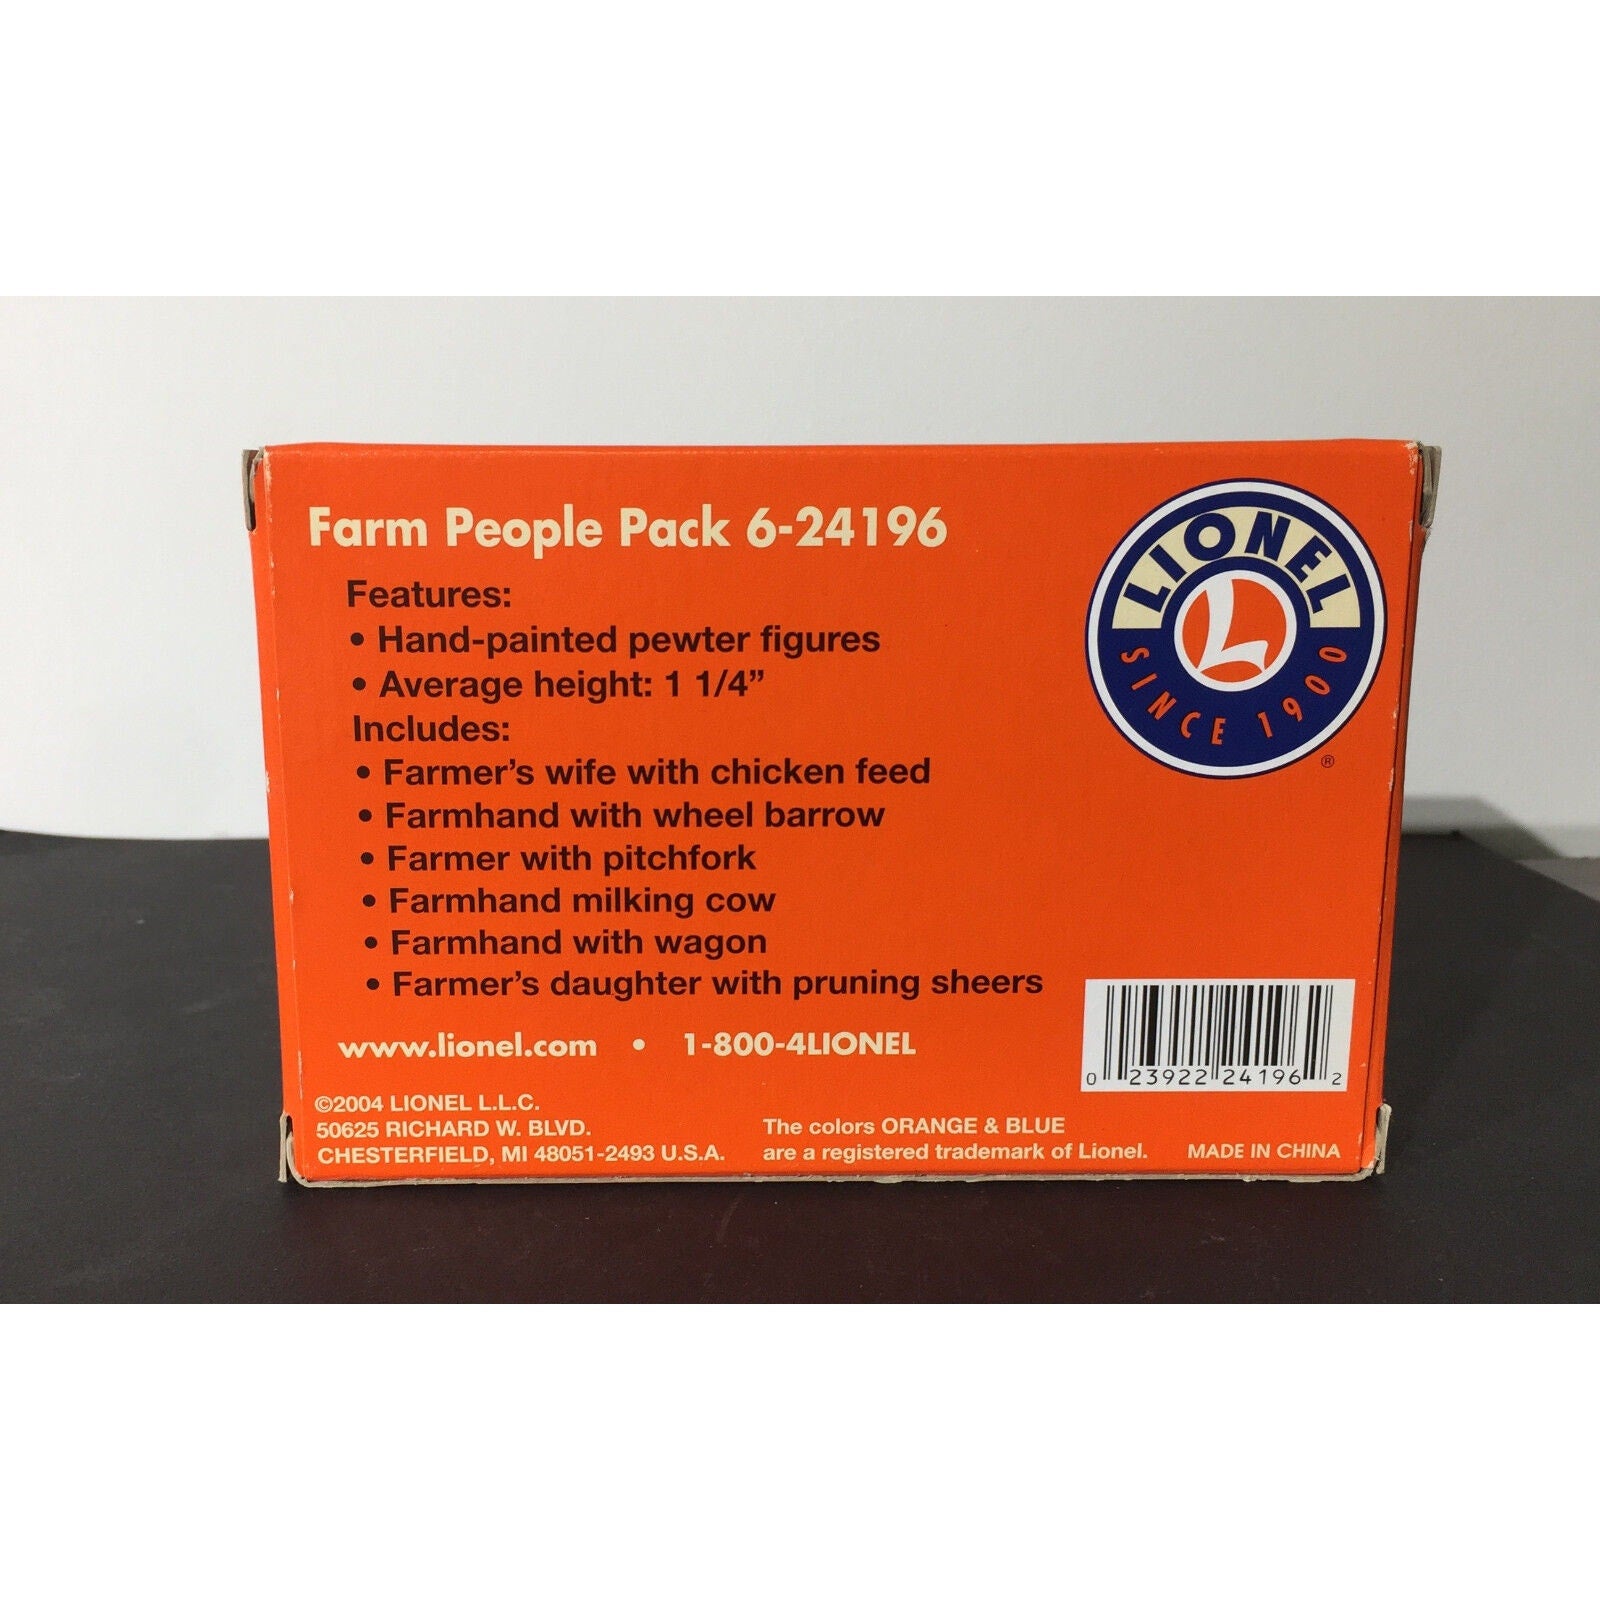 Farm People Pack 6-24196
Features:
• Hand-painted pewter figures
• Average height: 1 1/4”
Includes:
• Farmer’s wife with chicken feed
• Farmhand with wheel barrow
• Farmer with pitchfork
• Farmhand milking cow
• Farmhand with wagon
• Farmer’s daughter with pruning sheers
www.lionel.com • 1-800-4LIONEL
©2004 LIONEL L.L.C.
50625 RICHARD W. BLVD.
CHESTERFIELD, MI 48051-2493 U.S.A.
The colors ORANGE & BLUE
are a registered trademark of Lionel.
MADE IN CHINA
LIONEL
L
SINCE 1900
®
0 23922 24196 2